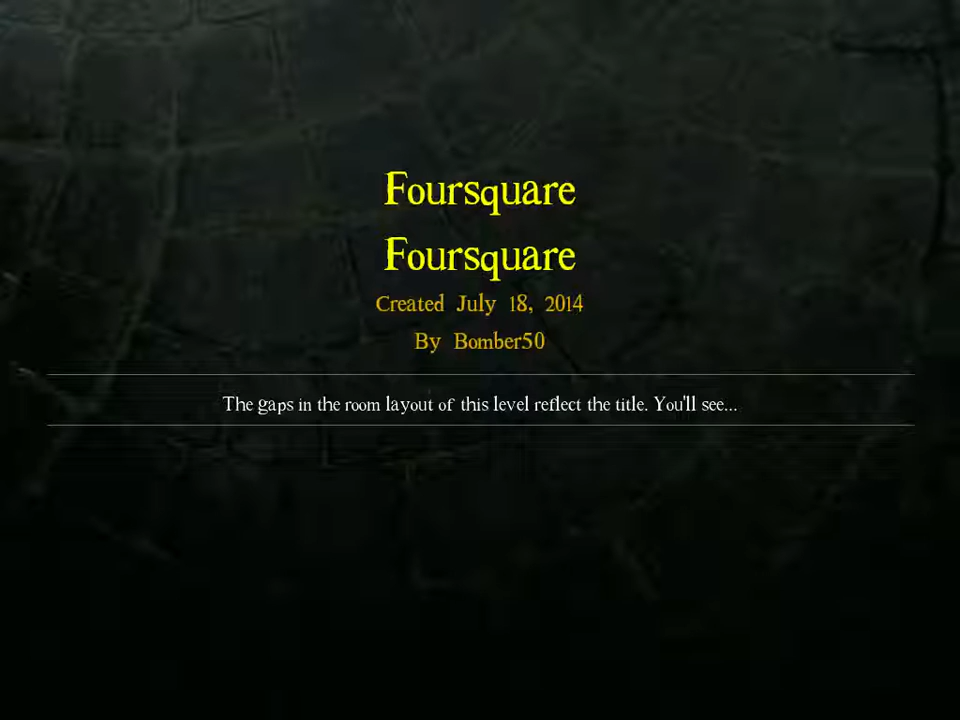 Foursquare
Foursquare
Created July 18, 2014
By Bomber50
The gaps in the room layout of this level reflect the title. You'll see...